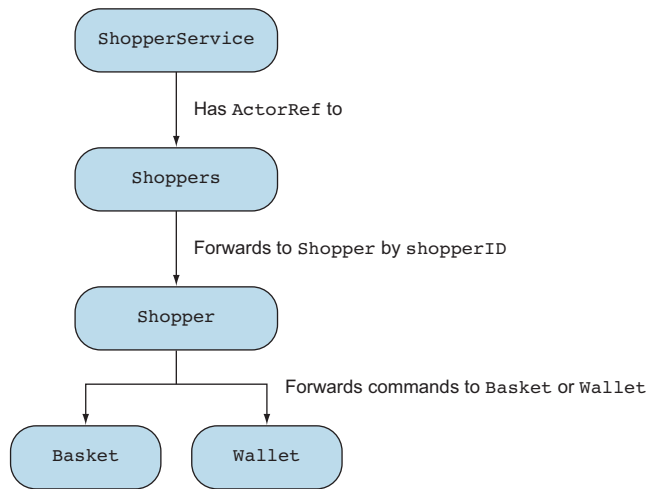 ShopperService
Has ActorRef to
Shoppers
Forwards to Shopper by shopperID
Shopper
Forwards commands to Basket or Wallet
Basket
Wallet